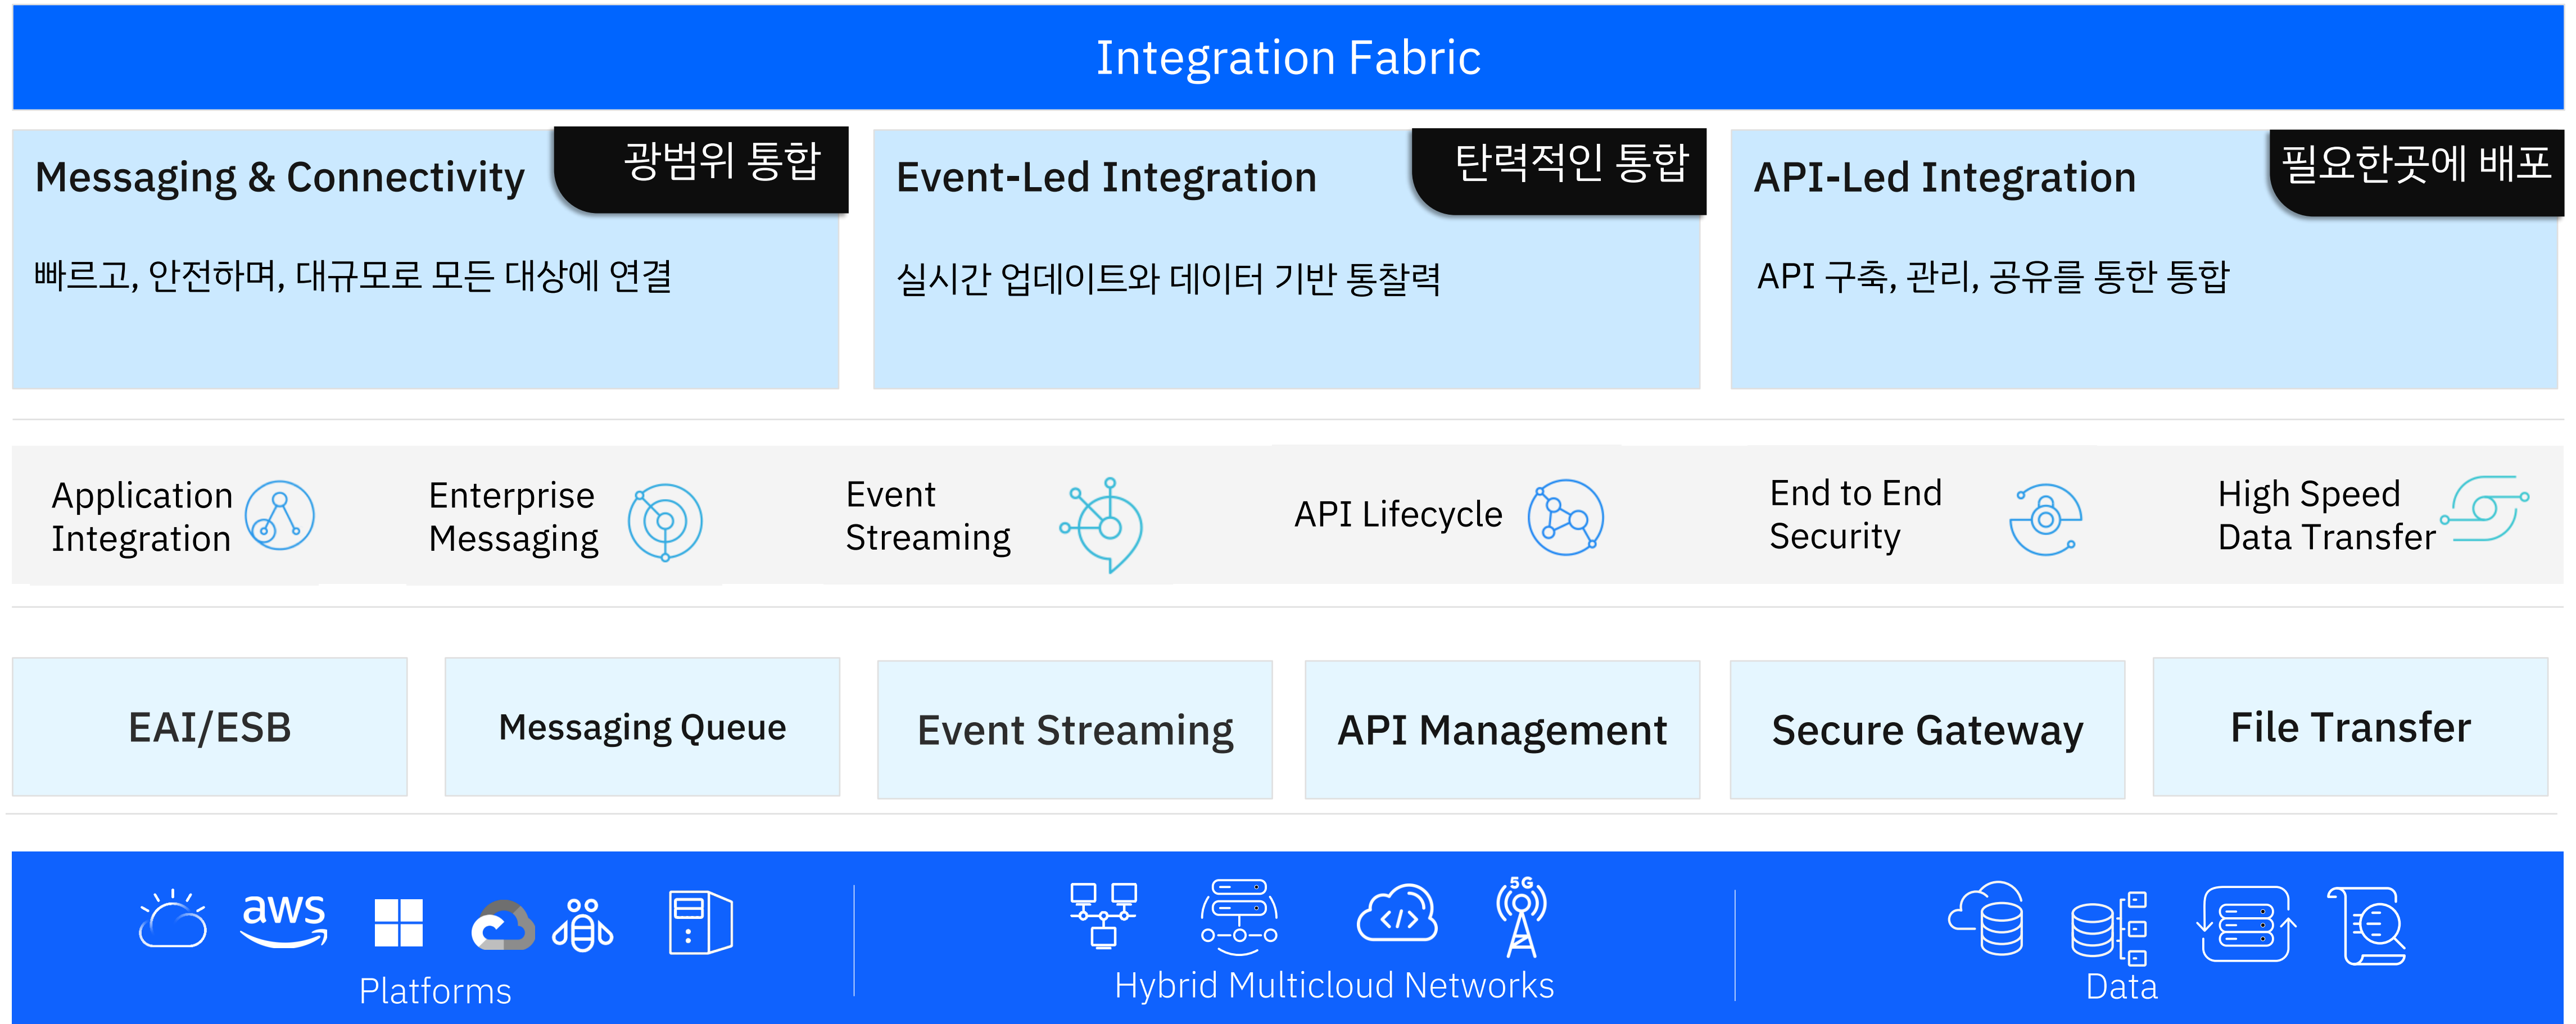 Integration Fabric
Messaging & Connectivity
광범위 통합
빠르고, 안전하며, 대규모로 모든 대상에 연결
Event-Led Integration
탄력적인 통합
실시간 업데이트와 데이터 기반 통찰력
API-Led Integration
필요한곳에 배포
API 구축, 관리, 공유를 통한 통합
Application
Integration
Enterprise
Messaging
Event
Streaming
API Lifecycle
End to End
Security
High Speed
Data Transfer
EAI/ESB
Messaging Queue
Event Streaming
API Management
Secure Gateway
File Transfer
aws
Platforms
5G
Hybrid Multicloud Networks
Data